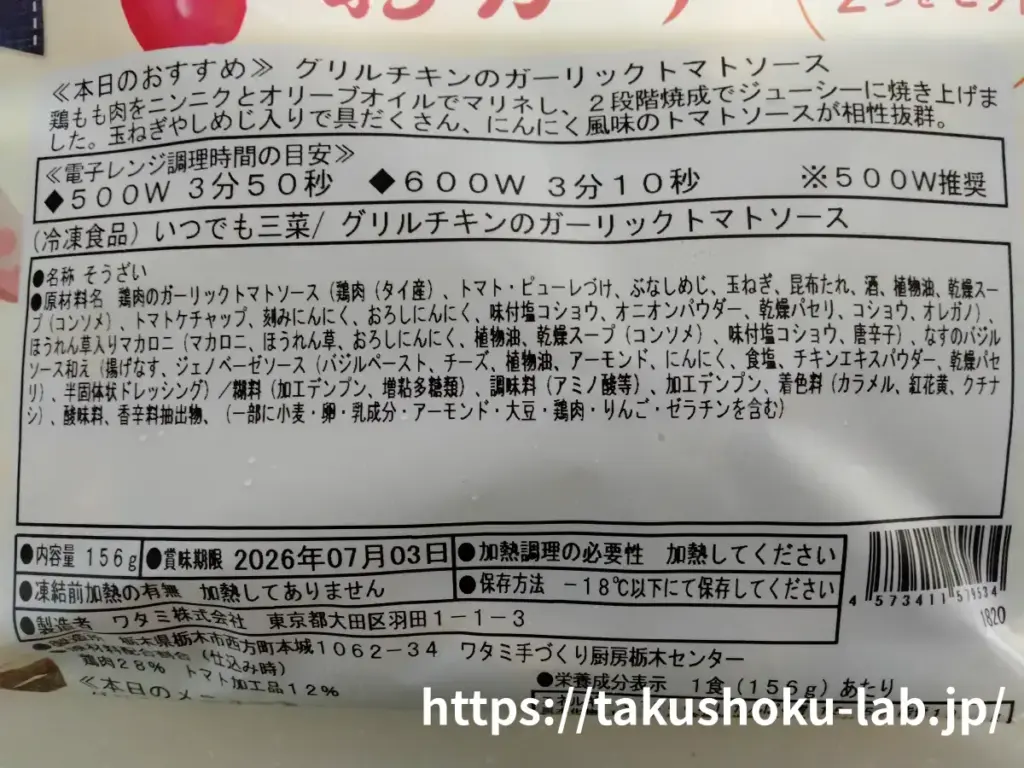 ≪本日のおすすめ≫ グリルチキンのガーリックトマトソース
鶏もも肉をニンニクとオリーブオイルでマリネし、2段階焼成でジューシーに焼き上げま
した。玉ねぎやしめじ入りで具だくさん、にんにく風味のトマトソースが相性抜群。
≪電子レンジ調理時間の目安≫
◆500W 3分50秒 ◆600W 3分10秒 ※500W推奨
(冷凍食品) いつでも三菜/ グリルチキンのガーリックトマトソース
●名称 そうざい
●原材料名 鶏肉のガーリックトマトソース (鶏肉 (タイ産) 、トマト・ピューレづけ、ぶなしめじ、玉ねぎ、昆布たれ、酒、植物油、乾燥スー
プ (コンソメ) 、トマトケチャップ、刻みにんにく、おろしにんにく、味付塩コショウ、オニオンパウダー、乾燥パセリ、コショウ、オレガノ) 、
ほうれん草入りマカロニ (マカロニ、ほうれん草、おろしにんにく、植物油、乾燥スープ (コンソメ) 、味付塩コショウ、唐辛子) 、なすのバジル
ソース和え (揚げなす、ジェノベーゼソース (バジルペースト、チーズ、植物油、アーモンド、にんにく、食塩、チキンエキスパウダー、乾燥パセ
リ) 、半固体状ドレッシング) /糊料 (加工デンプン、増粘多糖類) 、調味料 (アミノ酸等) 、加工デンプン、着色料 (カラメル、紅花黄、クチナ
シ) 、酸味料、香辛料抽出物、 (一部に小麦・卵・乳成分・アーモンド・大豆・鶏肉・りんご・ゼラチンを含む)
●内容量 156g ●賞味期限 2026年07月03日 ●加熱調理の必要性 加熱してください
●凍結前加熱の有無 加熱してありません ●保存方法 -18℃以下にて保存してください
4 573411 579534
1820
●製造者 ワタミ株式会社 東京都大田区羽田1-1-3
栃木県栃木市西方町本城1062-34 ワタミ手づくり厨房栃木センター
(仕込み時)
鶏肉28% トマト加工品12%
●栄養成分表示 1食 (156g) あたり
≪本日のメ
https://takushoku-lab.jp/